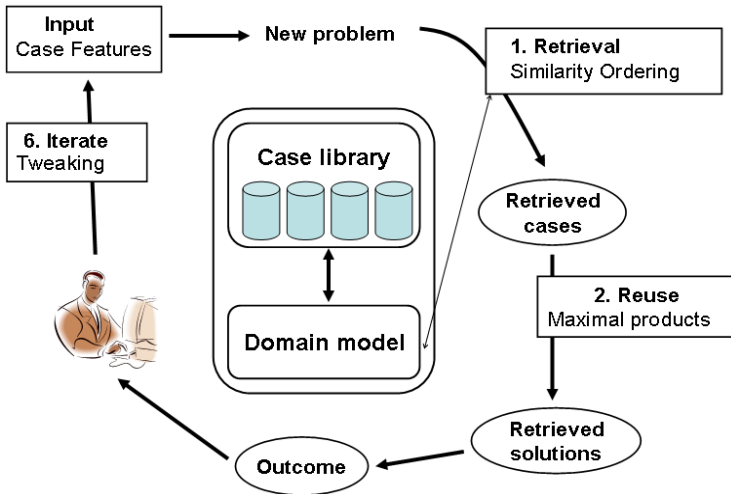 Input
Case Features
New problem
1. Retrieval
Similarity Ordering
6. Iterate
Tweaking
Case library
Retrieved
cases
2. Reuse
Maximal products
Domain model
Retrieved
solutions
Outcome